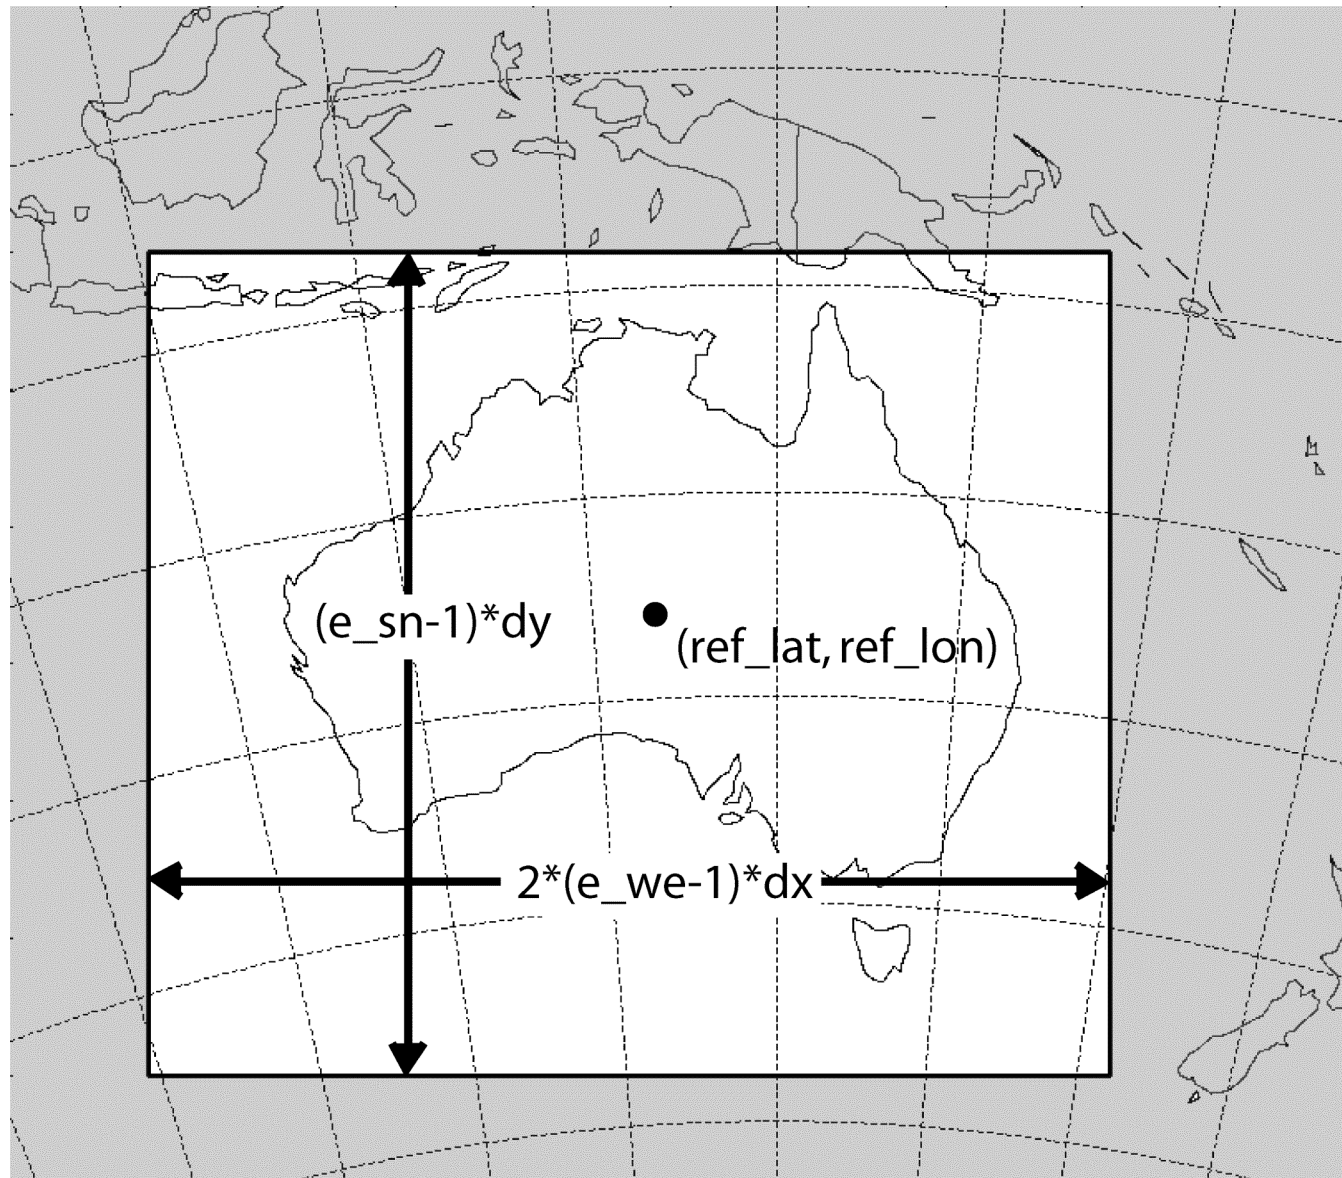 (e_sn-1)*dy
(ref_lat, ref_lon)
2*(e_we-1)*dx